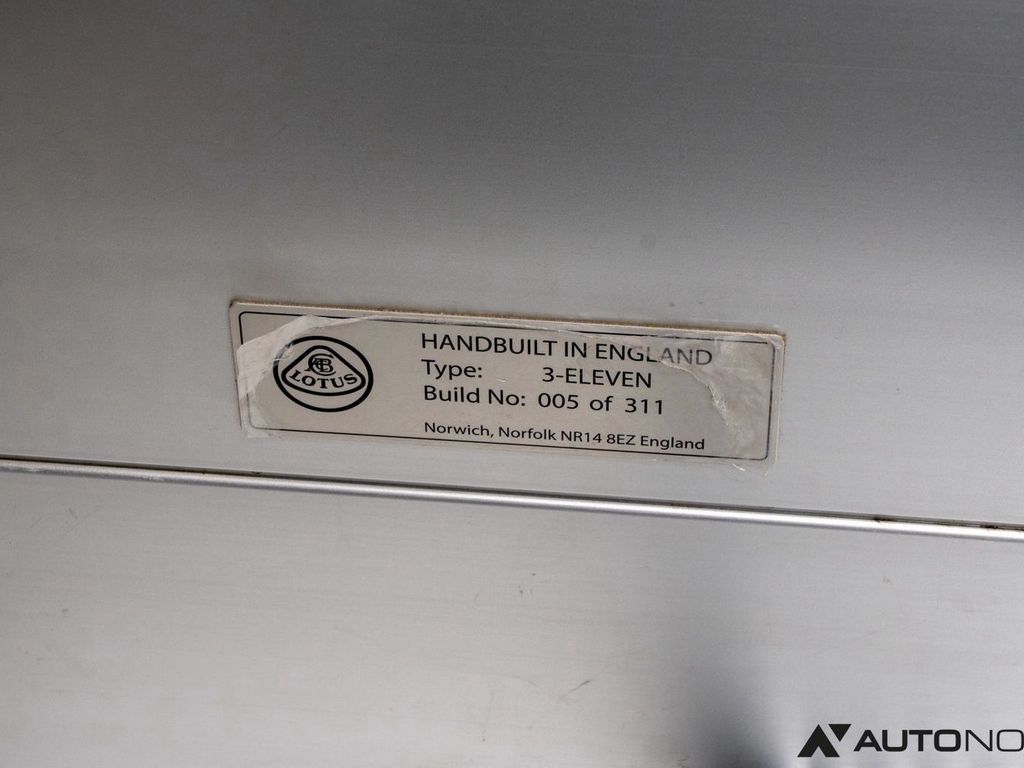 HANDBUILT IN ENGLAND
LOTUS
Type: 3-ELEVEN
Build No: 005 of 311
Norwich, Norfolk NR14 8EZ England
AUTONO